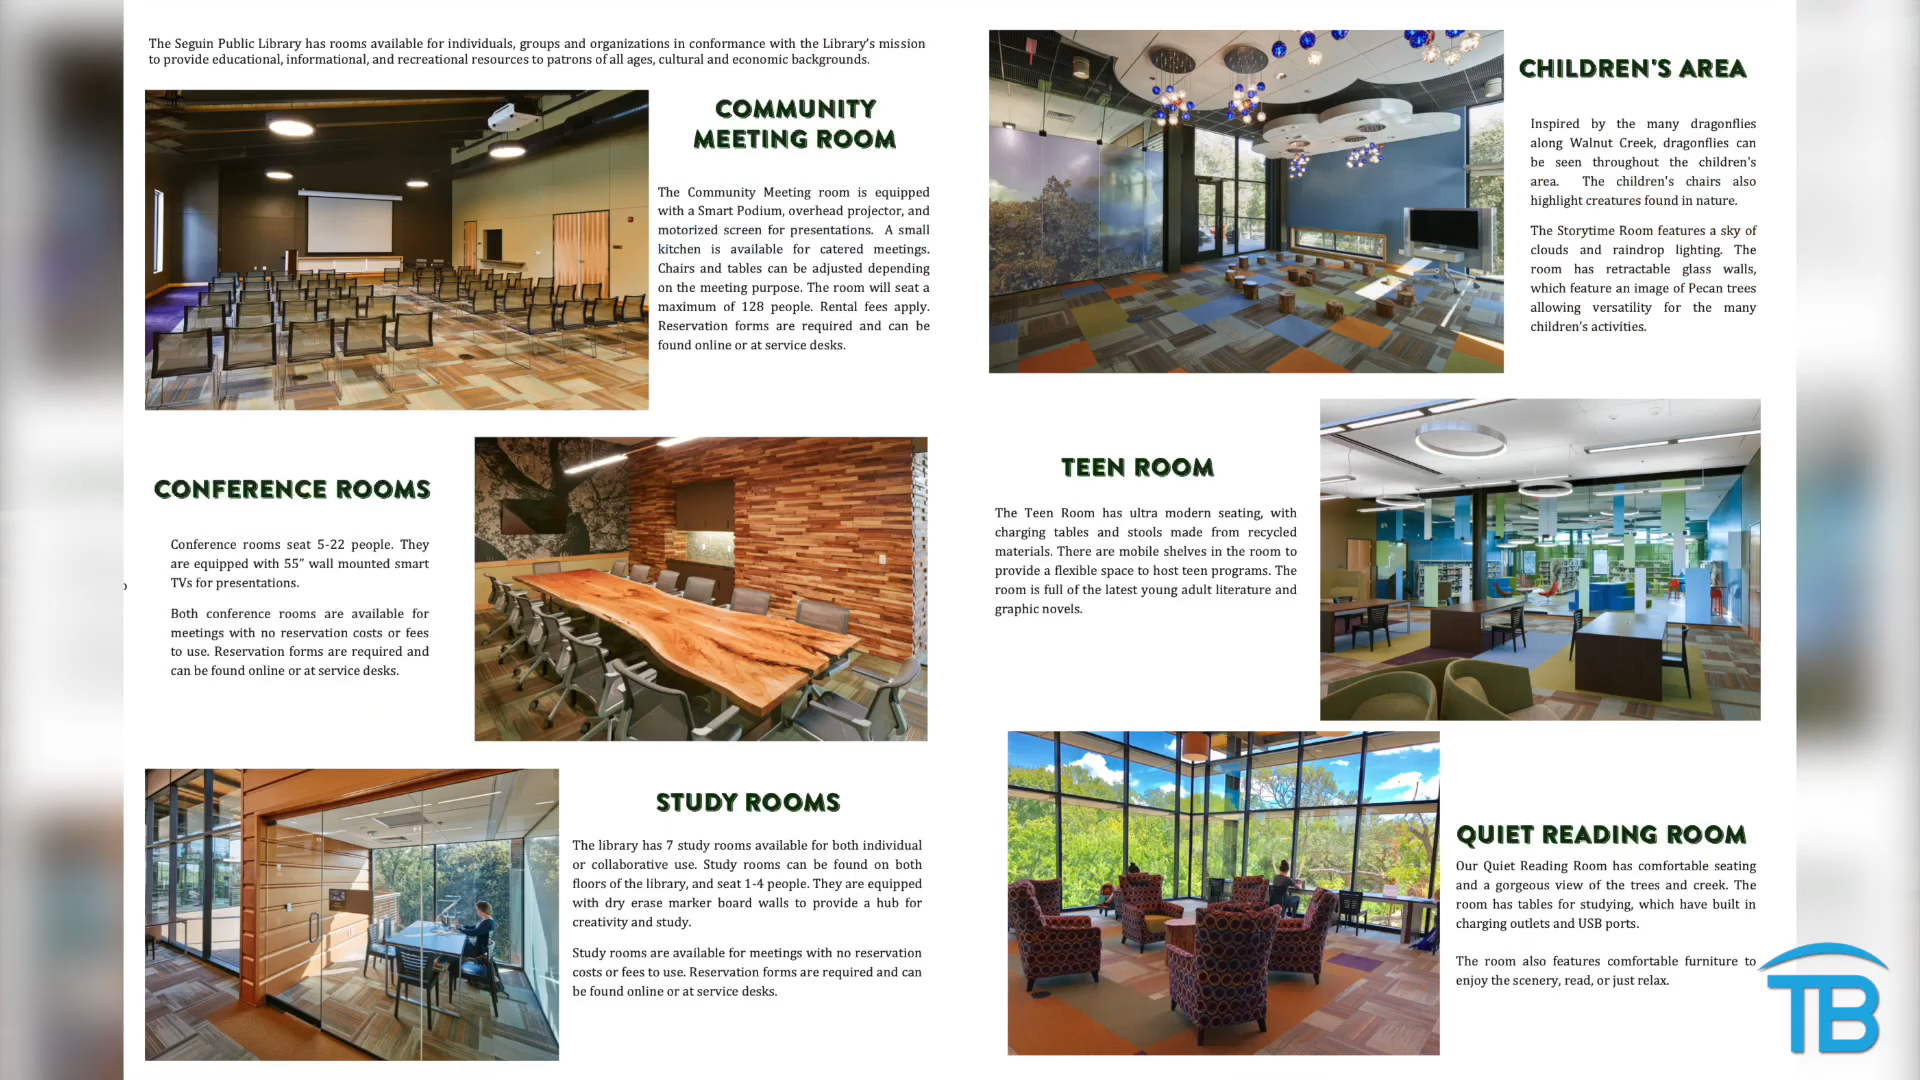 The Seguin Public Library has rooms available for individuals, groups and organizations in conformance with the Library's mission
to provide educational, informational, and recreational resources to patrons of all ages, cultural and economic backgrounds.
COMMUNITY
MEETING ROOM
The Community Meeting room is equipped
with a Smart Podium, overhead projector, and
motorized screen for presentations. A small
kitchen is available for catered meetings.
Chairs and tables can be adjusted depending
on the meeting purpose. The room will seat a
maximum of 128 people. Rental fees apply.
Reservation forms are required and can be
found online or at service desks.
CONFERENCE ROOMS
Conference rooms seat 5-22 people. They
are equipped with 55" wall mounted smart
TVs for presentations.
Both conference rooms are available for
meetings with no reservation costs or fees
to use. Reservation forms are required and
can be found online or at service desks.
STUDY ROOMS
The library has 7 study rooms available for both individual
or collaborative use. Study rooms can be found on both
floors of the library, and seat 1-4 people. They are equipped
with dry erase marker board walls to provide a hub for
creativity and study.
Study rooms are available for meetings with no reservation
costs or fees to use. Reservation forms are required and can
be found online or at service desks.
CHILDREN'S AREA
Inspired by the many dragonflies
along Walnut Creek, dragonflies can
be seen throughout the children's
area. The children's chairs also
highlight creatures found in nature.
The Storytime Room features a sky of
clouds and raindrop lighting. The
room has retractable glass walls,
which feature an image of Pecan trees
allowing versatility for the many
children's activities.
TEEN ROOM
The Teen Room has ultra modern seating, with
charging tables and stools made from recycled
materials. There are mobile shelves in the room to
provide a flexible space to host teen programs. The
room is full of the latest young adult literature and
graphic novels.
QUIET READING ROOM
Our Quiet Reading Room has comfortable seating
and a gorgeous view of the trees and creek. The
room has tables for studying, which have built in
charging outlets and USB ports.
The room also features comfortable furniture to
enjoy the scenery, read, or just relax.
TB